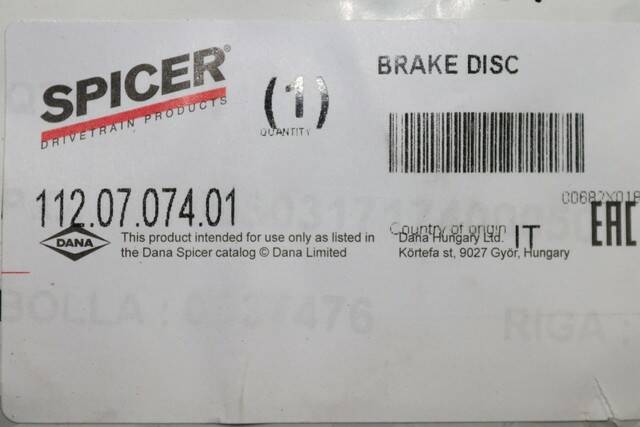 SPICER®
DRIVETRAIN PRODUCTS
(1)
QUANTITY
BRAKE DISC
112.07.074.01
DANA
This product intended for use only as listed in
the Dana Spicer catalog © Dana Limited
Country of origin IT
Dana Hungary Ltd.
Körtefa st, 9027 Györ, Hungary
EAC
BOLLA :
RIGA :